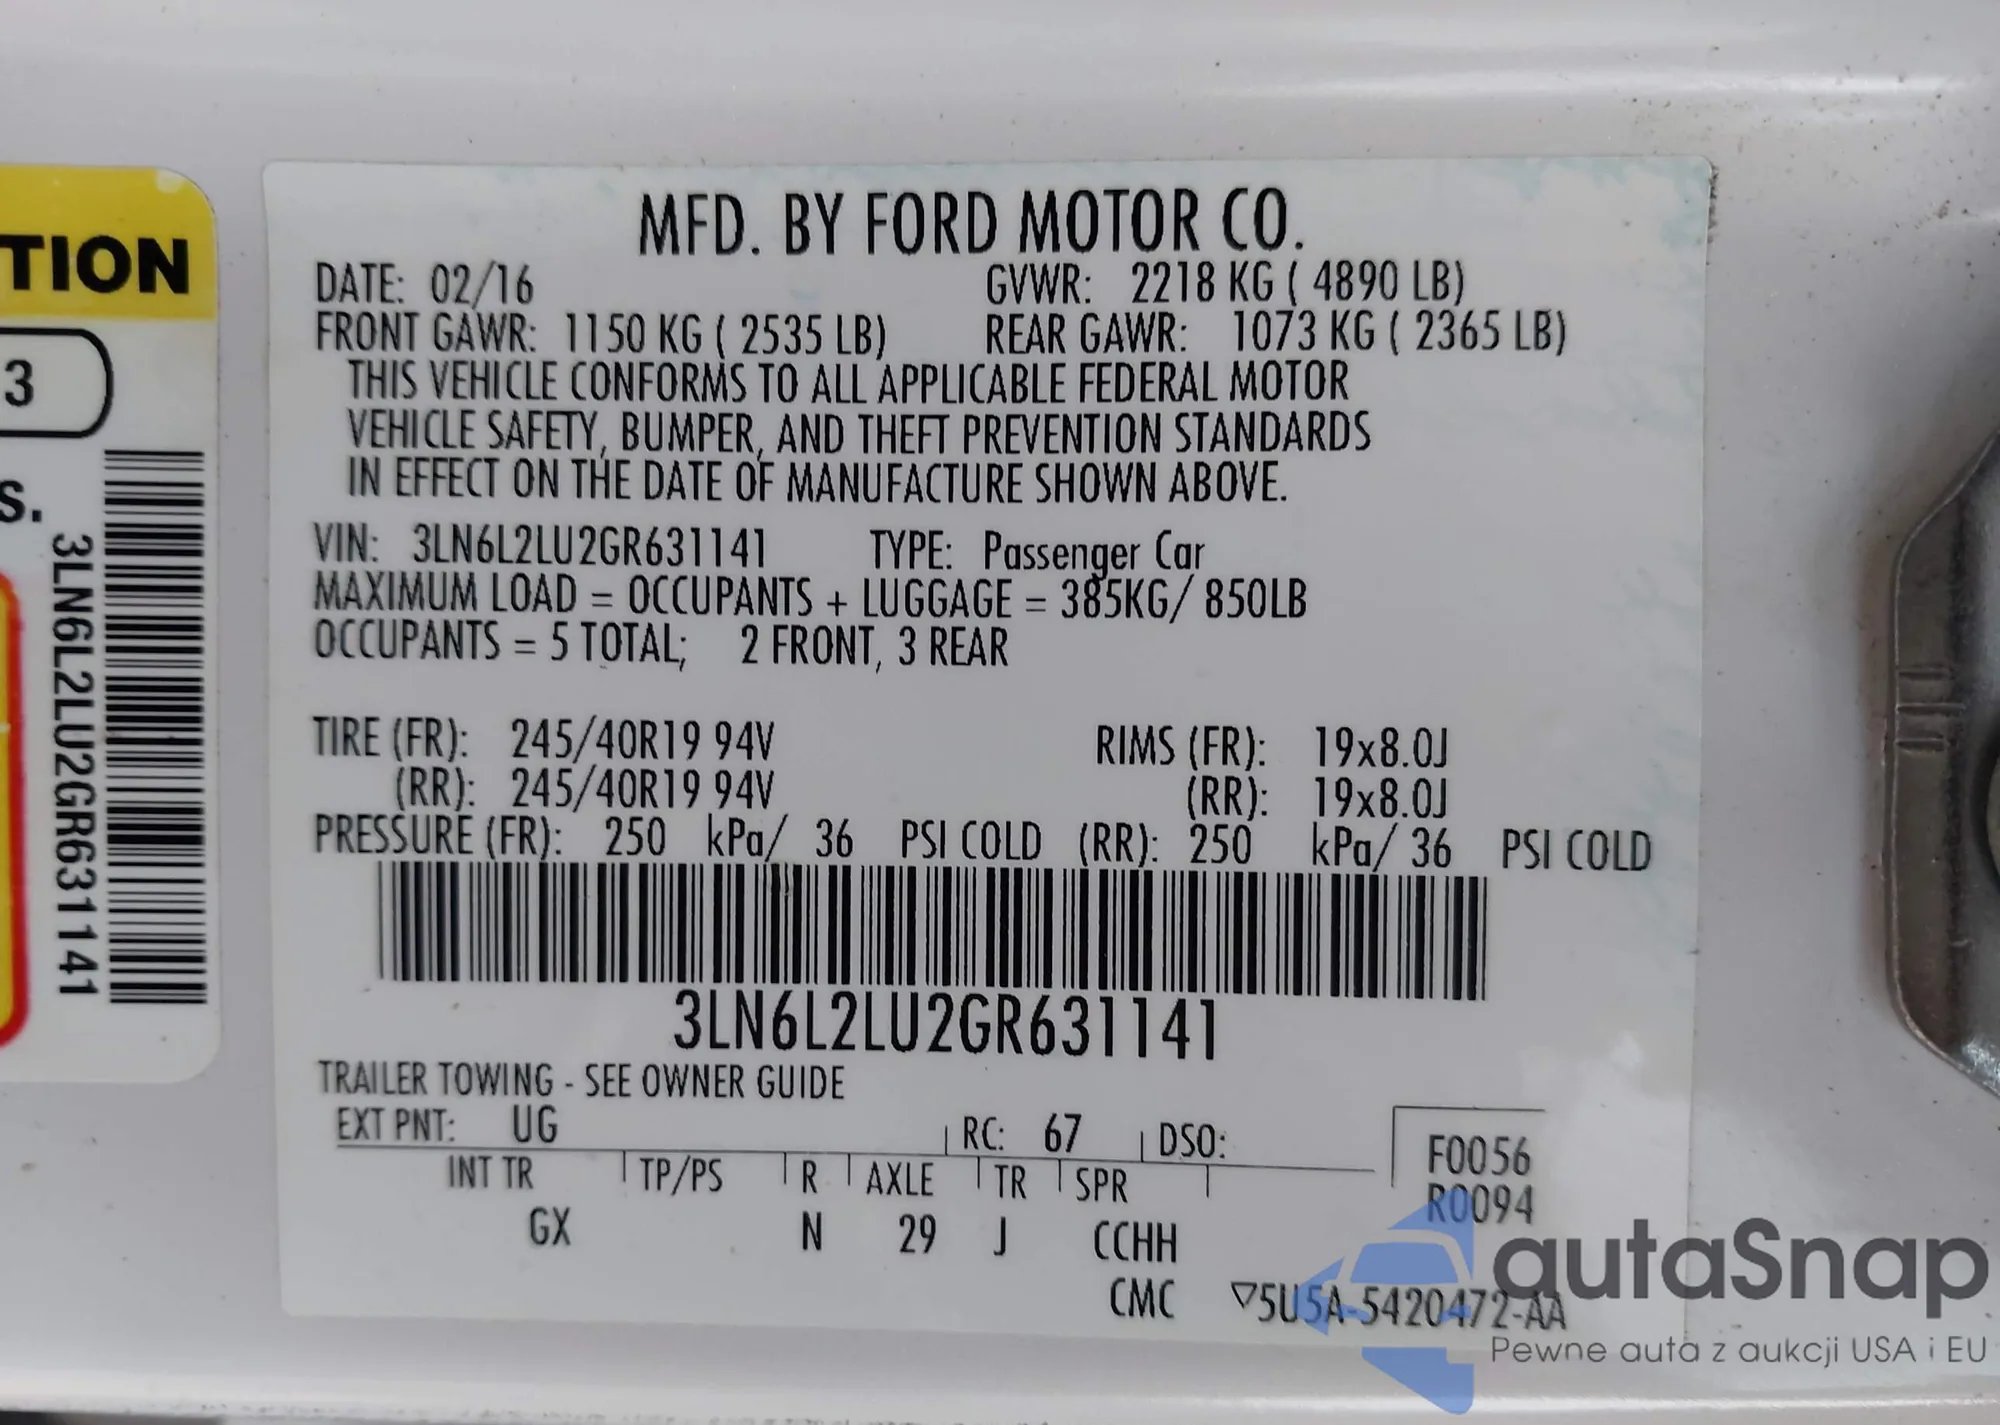 TION
3
S.
3LN6L2LU2GR631141
MFD. BY FORD MOTOR CO.
DATE: 02/16 GVWR: 2218 KG ( 4890 LB)
FRONT GAWR: 1150 KG ( 2535 LB) REAR GAWR: 1073 KG ( 2365 LB)
THIS VEHICLE CONFORMS TO ALL APPLICABLE FEDERAL MOTOR
VEHICLE SAFETY, BUMPER, AND THEFT PREVENTION STANDARDS
IN EFFECT ON THE DATE OF MANUFACTURE SHOWN ABOVE.
VIN: 3LN6L2LU2GR631141 TYPE: Passenger Car
MAXIMUM LOAD = OCCUPANTS + LUGGAGE = 385KG/ 850LB
OCCUPANTS = 5 TOTAL; 2 FRONT, 3 REAR
TIRE (FR): 245/40R19 94V RIMS (FR): 19x8.0J
(RR): 245/40R19 94V (RR): 19x8.0J
PRESSURE (FR): 250 kPa/ 36 PSI COLD (RR): 250 kPa/ 36 PSI COLD
3LN6L2LU2GR631141
TRAILER TOWING - SEE OWNER GUIDE
EXT PNT: UG RC: 67 DSO:
F0056
R0094
INT TR TP/PS R AXLE TR SPR
GX N 29 J CCHH
CMC ▽5U5A-5420472-AA
autaSnap
Pewne auta z aukcji USA i EU